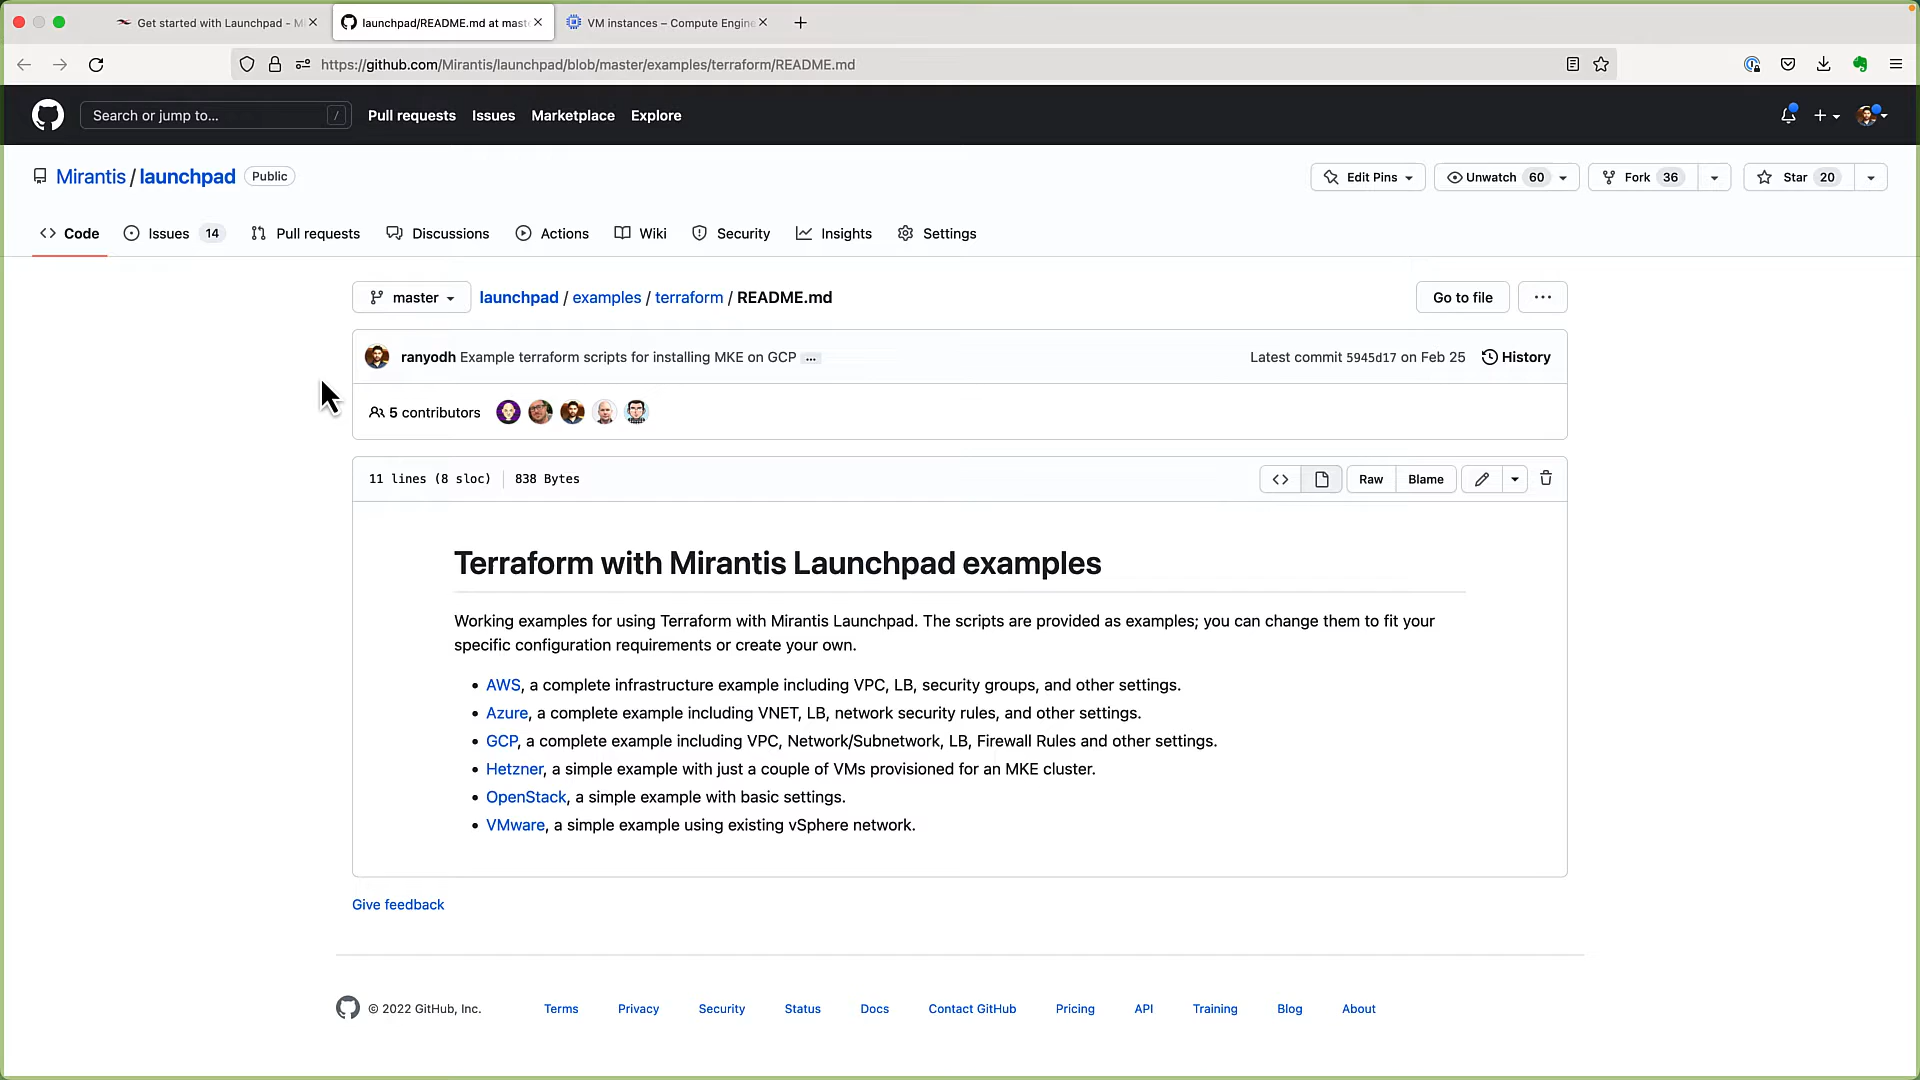 Get started with Launchpad - M
launchpad/README.md at mast
VM instances – Compute Engine
https://github.com/Mirantis/launchpad/blob/master/examples/terraform/README.md
Search or jump to... /
Pull requests
Issues
Marketplace
Explore
Mirantis / launchpad Public
Edit Pins
Unwatch 60
Fork 36
Star 20
Code
Issues 14
Pull requests
Discussions
Actions
Wiki
Security
Insights
Settings
master
launchpad / examples / terraform / README.md
Go to file
...
ranyodh Example terraform scripts for installing MKE on GCP ...
Latest commit 5945d17 on Feb 25
History
5 contributors
11 lines (8 sloc)
838 Bytes
<>
Raw
Blame
Terraform with Mirantis Launchpad examples
Working examples for using Terraform with Mirantis Launchpad. The scripts are provided as examples; you can change them to fit your
specific configuration requirements or create your own.
• AWS, a complete infrastructure example including VPC, LB, security groups, and other settings.
• Azure, a complete example including VNET, LB, network security rules, and other settings.
• GCP, a complete example including VPC, Network/Subnetwork, LB, Firewall Rules and other settings.
• Hetzner, a simple example with just a couple of VMs provisioned for an MKE cluster.
• OpenStack, a simple example with basic settings.
• VMware, a simple example using existing vSphere network.
Give feedback
© 2022 GitHub, Inc.
Terms
Privacy
Security
Status
Docs
Contact GitHub
Pricing
API
Training
Blog
About